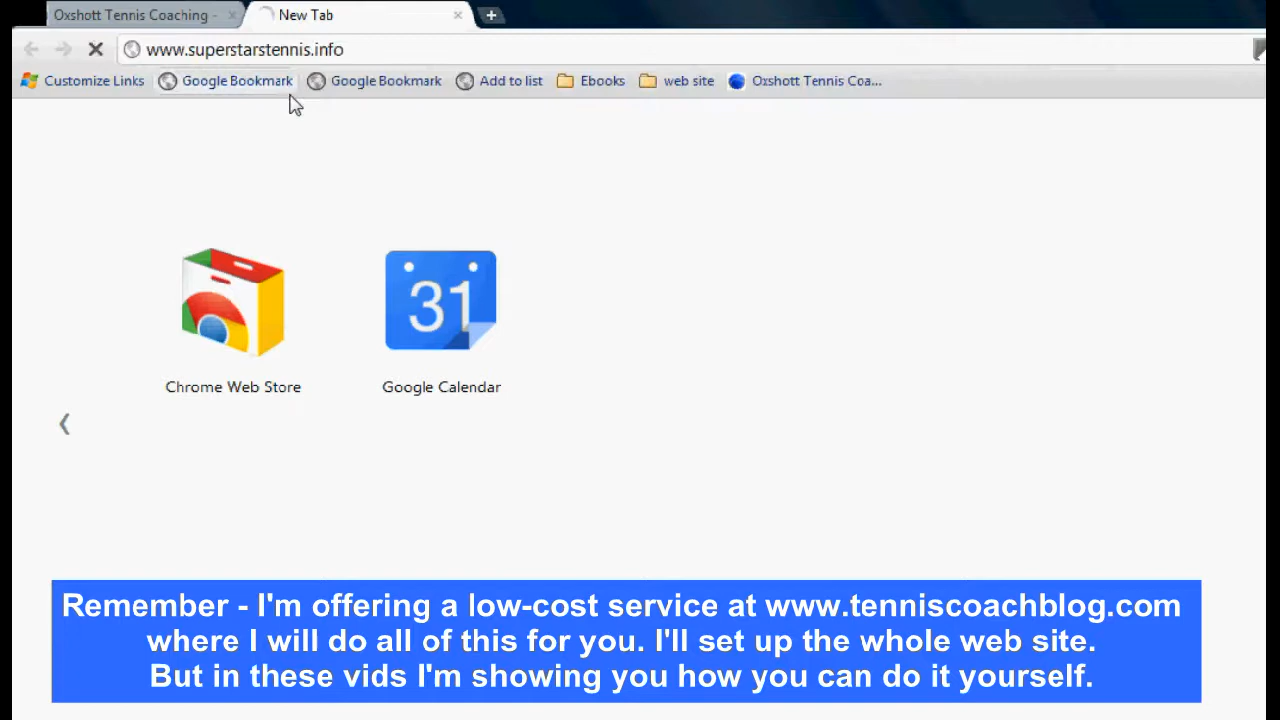 Oxshott Tennis Coaching -
New Tab
www.superstarstennis.info
Customize Links Google Bookmark Google Bookmark Add to list Ebooks web site Oxshott Tennis Coa...
31
Chrome Web Store Google Calendar
Remember - I'm offering a low-cost service at www.tenniscoachblog.com
where I will do all of this for you. I'll set up the whole web site.
But in these vids I'm showing you how you can do it yourself.